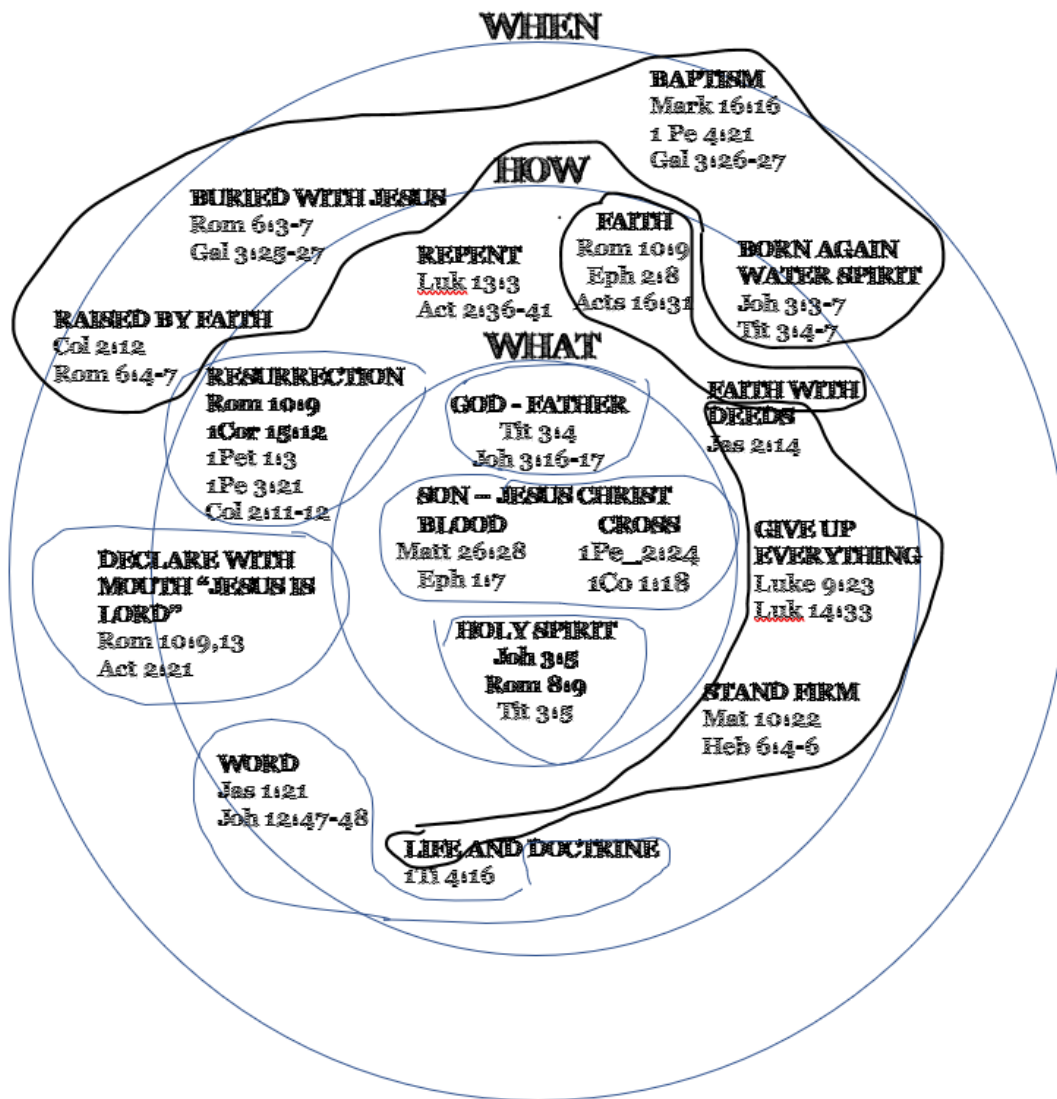 WHEN
BAPTISM
Mark 16:16
1 Pe 4:21
Gal 3:26-27
HOW
BURIED WITH JESUS
Rom 6:3-7
Gal 3:25-27
REPENT
Luk 13:3
Act 2:36-41
FAITH
Rom 10:9
Eph 2:8
Acts 16:31
BORN AGAIN
WATER SPIRIT
Joh 3:3-7
Tit 3:4-7
RAISED BY FAITH
Col 2:12
Rom 6:4-7
WHAT
RESURRECTION
Rom 10:9
1Cor 15:12
1Pet 1:3
1Pe 3:21
Col 2:11-12
GOD - FATHER
Tit 3:4
Joh 3:16-17
FAITH WITH
DEEDS
Jas 2:14
SON – JESUS CHRIST
BLOOD
Matt 26:28
Eph 1:7
CROSS
1Pe_2:24
1Co 1:18
GIVE UP
EVERYTHING
Luke 9:23
Luk 14:33
DECLARE WITH
MOUTH “JESUS IS
LORD”
Rom 10:9,13
Act 2:21
HOLY SPIRIT
Joh 3:5
Rom 8:9
Tit 3:5
STAND FIRM
Mat 10:22
Heb 6:4-6
WORD
Jas 1:21
Joh 12:47-48
LIFE AND DOCTRINE
1Ti 4:16